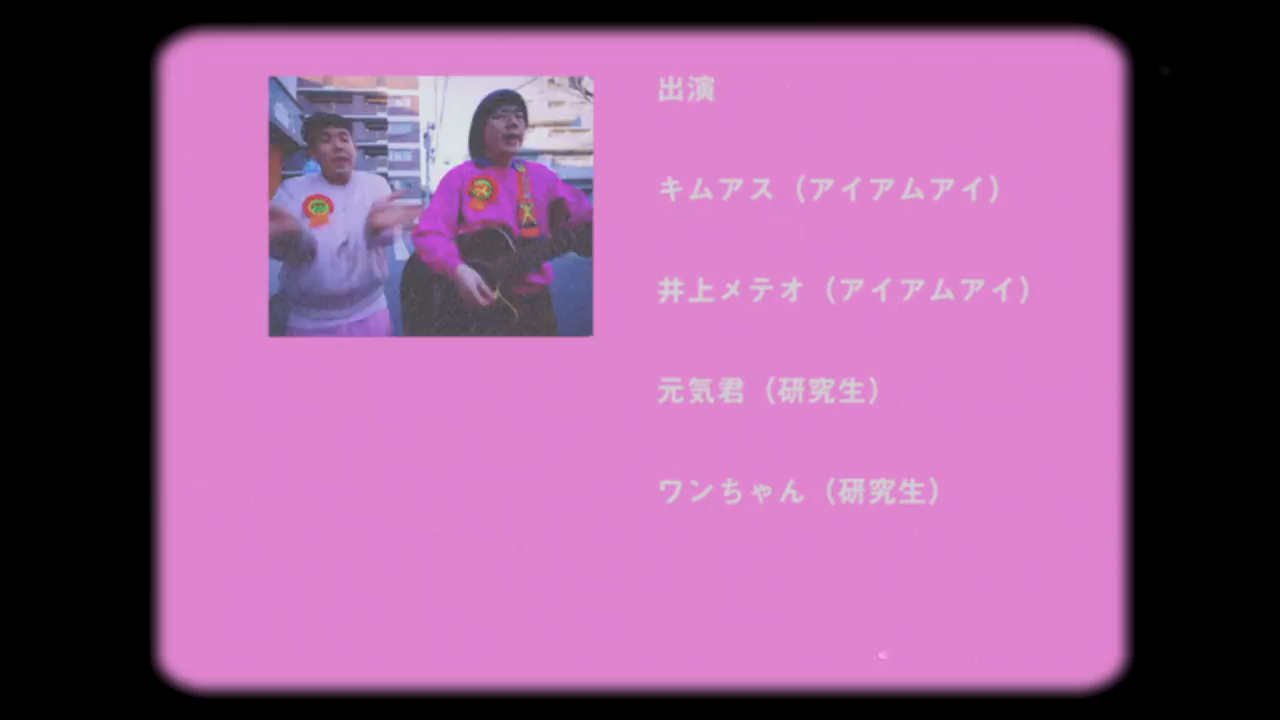 出演
キムアス（アイアムアイ）
井上メテオ（アイアムアイ）
元気君（研究生）
ワンちゃん（研究生）